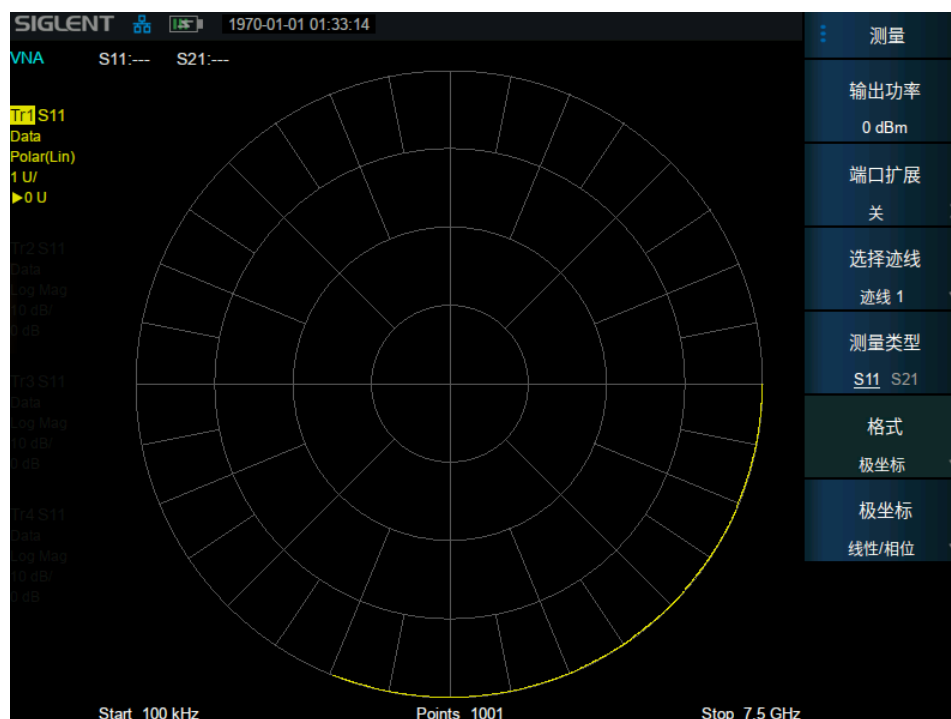 SIGLENT 1970-01-01 01:33:14
VNA S11:--- S21:---
Tr1 S11
Data
Polar(Lin)
1 U/
▶0 U
Tr2 S11
Data
Log Mag
10 dB/
0 dB
Tr3 S11
Data
Log Mag
10 dB/
0 dB
Tr4 S11
Data
Log Mag
10 dB/
0 dB
Start 100 kHz Points 1001 Stop 7.5 GHz
测量
输出功率
0 dBm
端口扩展
关
选择迹线
迹线 1
测量类型
S11 S21
格式
极坐标
极坐标
线性/相位